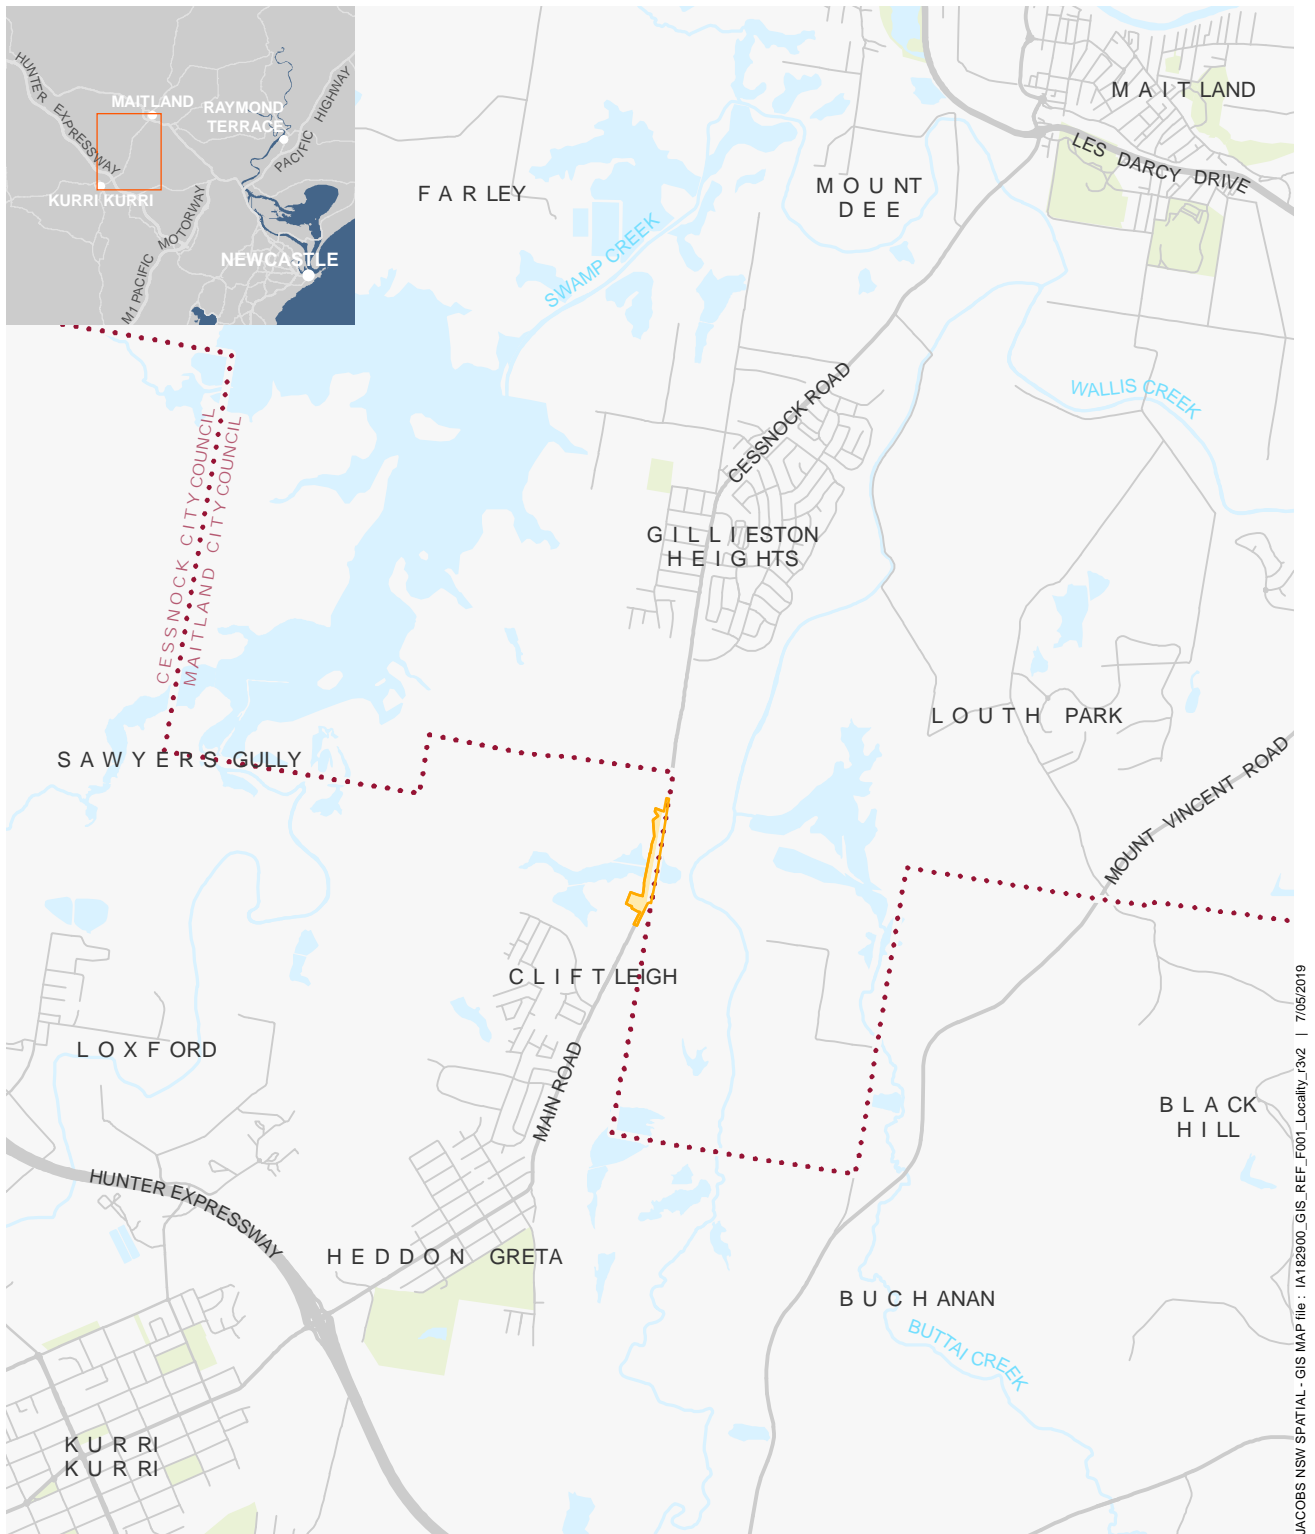 HUNTER EXPRESSWAY
MAITLAND
RAYMOND
TERRACE
PACIFIC HIGHWAY
KURRI KURRI
M1 PACIFIC MOTORWAY
NEWCASTLE
MAITLAND
LES DARCY DRIVE
FARLEY
MOUNT
DEE
SWAMP CREEK
WALLIS CREEK
CESSNOCK ROAD
CESSNOCK CITY COUNCIL
MAITLAND CITY COUNCIL
GILLIESTON
HEIGHTS
LOUTH PARK
SAWYERS GULLY
MOUNT VINCENT ROAD
CLIFTLEIGH
LOXFORD
MAIN ROAD
BLACK
HILL
HUNTER EXPRESSWAY
HEDDON GRETA
BUCHANAN
BUTTAI CREEK
KURRI
KURRI
JACOBS NSW SPATIAL - GIS MAP file : IA182900_GIS_REF_F001_Locality_r3v2 | 7/05/2019